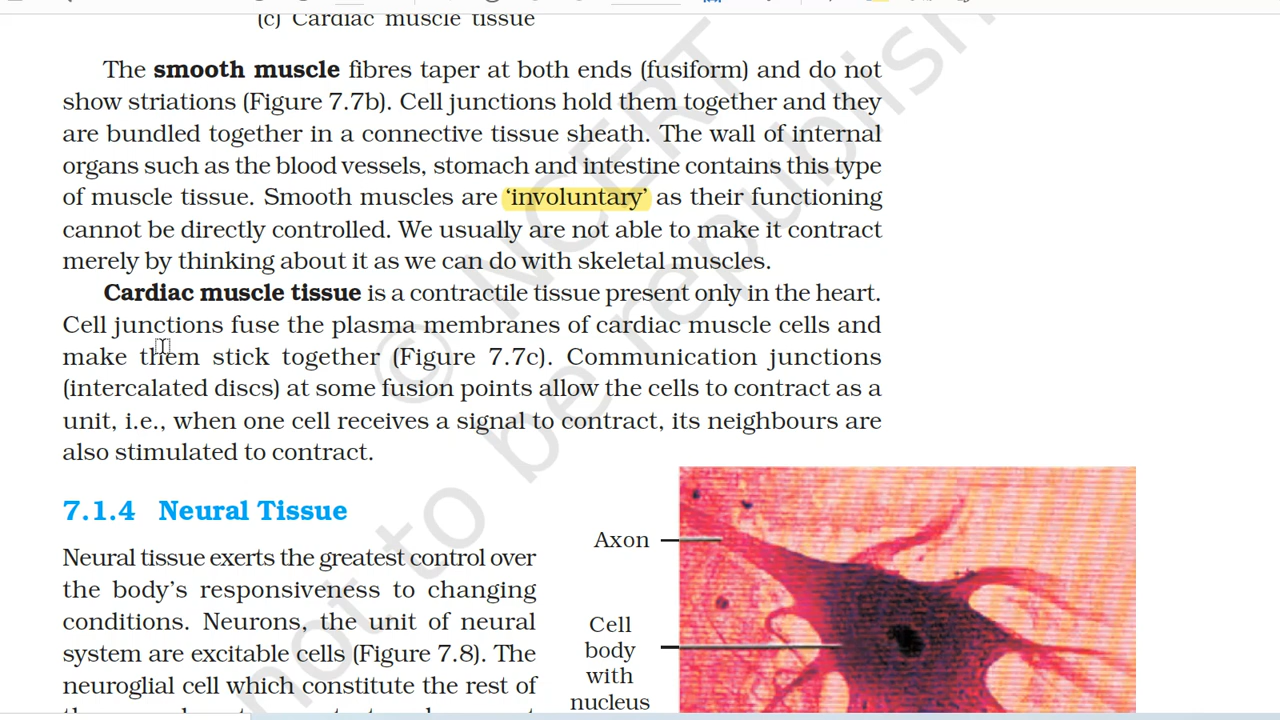 (c) Cardiac muscle tissue
The smooth muscle fibres taper at both ends (fusiform) and do not
show striations (Figure 7.7b). Cell junctions hold them together and they
are bundled together in a connective tissue sheath. The wall of internal
organs such as the blood vessels, stomach and intestine contains this type
of muscle tissue. Smooth muscles are ‘involuntary’ as their functioning
cannot be directly controlled. We usually are not able to make it contract
merely by thinking about it as we can do with skeletal muscles.
Cardiac muscle tissue is a contractile tissue present only in the heart.
Cell junctions fuse the plasma membranes of cardiac muscle cells and
make them stick together (Figure 7.7c). Communication junctions
(intercalated discs) at some fusion points allow the cells to contract as a
unit, i.e., when one cell receives a signal to contract, its neighbours are
also stimulated to contract.
7.1.4 Neural Tissue
Neural tissue exerts the greatest control over
the body’s responsiveness to changing
conditions. Neurons, the unit of neural
system are excitable cells (Figure 7.8). The
neuroglial cell which constitute the rest of
Axon
Cell
body
with
nucleus
© NCERT
not to be republish